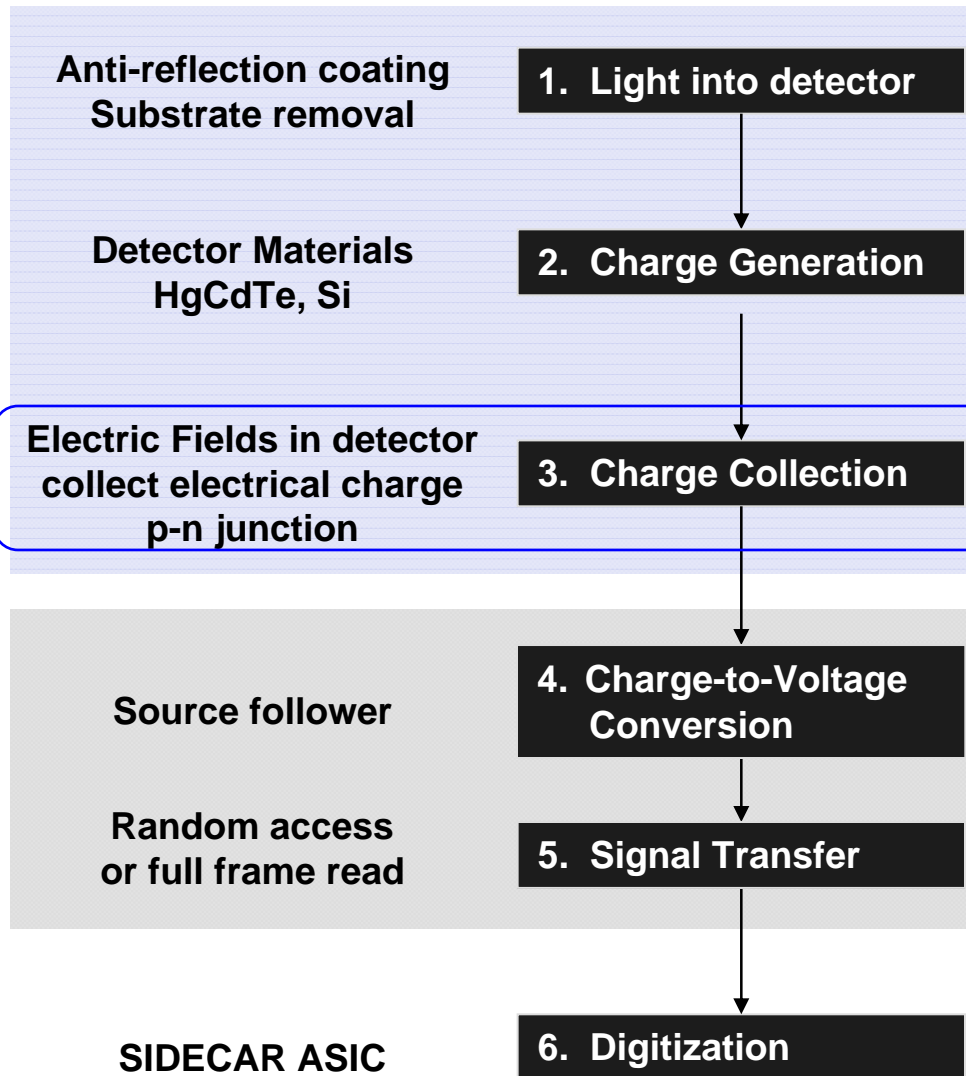 Anti-reflection coating
Substrate removal
1. Light into detector
Detector Materials
HgCdTe, Si
2. Charge Generation
Electric Fields in detector
collect electrical charge
p-n junction
3. Charge Collection
Source follower
4. Charge-to-Voltage
Conversion
Random access
or full frame read
5. Signal Transfer
SIDECAR ASIC
6. Digitization